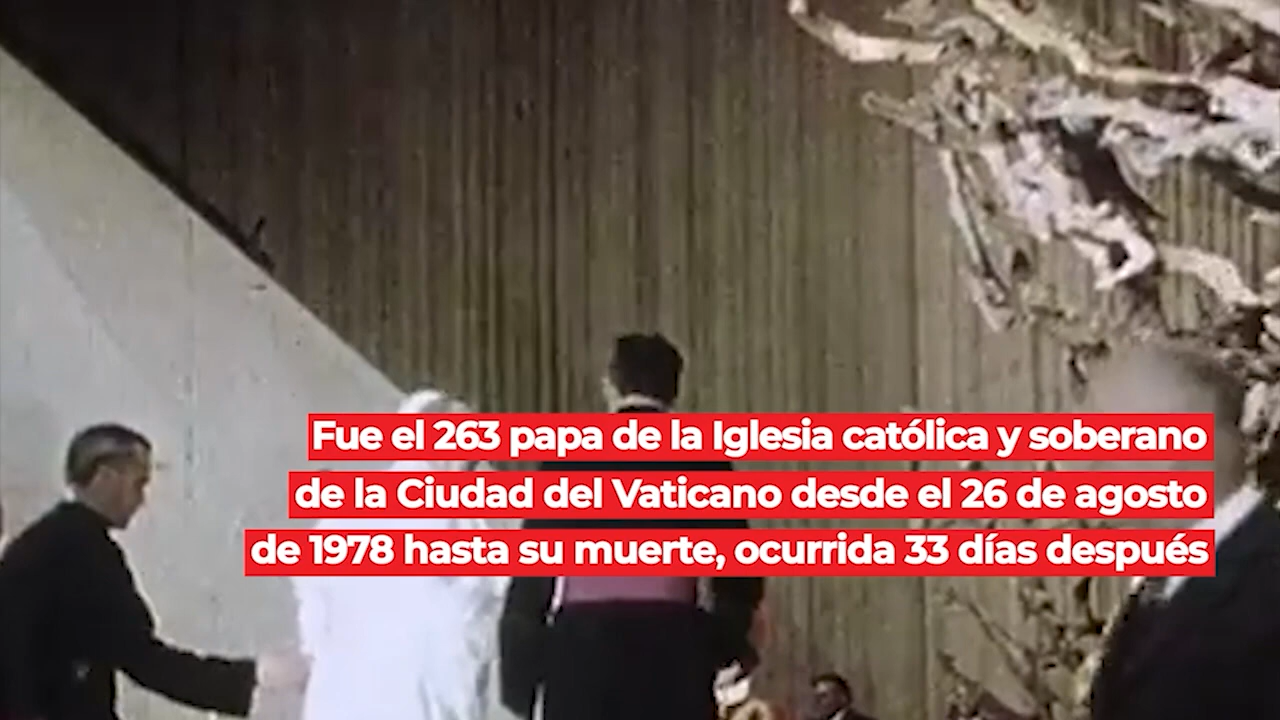 Fue el 263 papa de la Iglesia católica y soberano
de la Ciudad del Vaticano desde el 26 de agosto
de 1978 hasta su muerte, ocurrida 33 días después